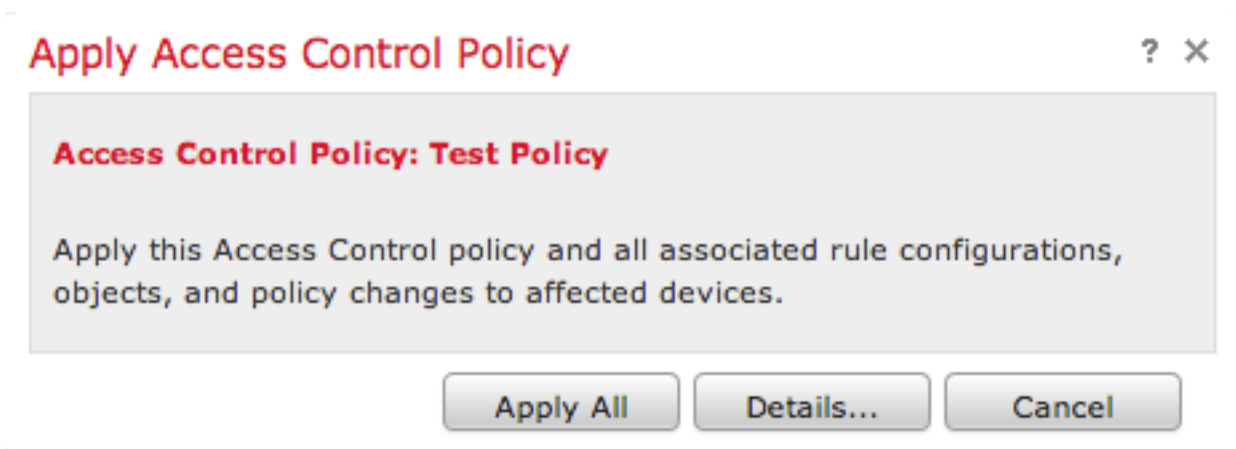 Apply Access Control Policy ? ×
Access Control Policy: Test Policy
Apply this Access Control policy and all associated rule configurations,
objects, and policy changes to affected devices.
Apply All Details... Cancel